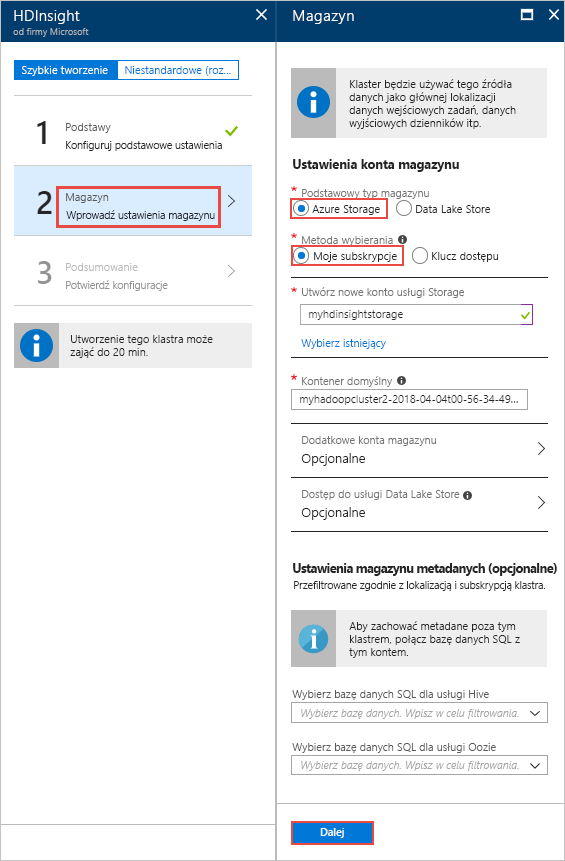 HDInsight
od firmy Microsoft
Szybkie tworzenie
Niestandardowe (roz...
1
Podstawy
Konfiguruj podstawowe ustawienia
2
Magazyn
Wprowadź ustawienia magazynu
3
Podsumowanie
Potwierdź konfiguracje
Utworzenie tego klastra może
zająć do 20 min.
Magazyn
Klaster będzie używać tego źródła
danych jako głównej lokalizacji
danych wejściowych zadań, danych
wyjściowych dzienników itp.
Ustawienia konta magazynu
* Podstawowy typ magazynu
Azure Storage
Data Lake Store
* Metoda wybierania
Moje subskrypcje
Klucz dostępu
* Utwórz nowe konto usługi Storage
myhdinsightstorage
Wybierz istniejący
* Kontener domyślny
myhadoopcluster2-2018-04-04t00-56-34-49...
Dodatkowe konta magazynu
Opcjonalne
Dostęp do usługi Data Lake Store
Opcjonalne
Ustawienia magazynu metadanych (opcjonalne)
Przefiltrowane zgodnie z lokalizacją i subskrypcją klastra.
Aby zachować metadane poza tym
klastrem, połącz bazę danych SQL z
tym kontem.
Wybierz bazę danych SQL dla usługi Hive
Wybierz bazę danych. Wpisz w celu filtrowania.
Wybierz bazę danych SQL dla usługi Oozie
Wybierz bazę danych. Wpisz w celu filtrowania.
Dalej